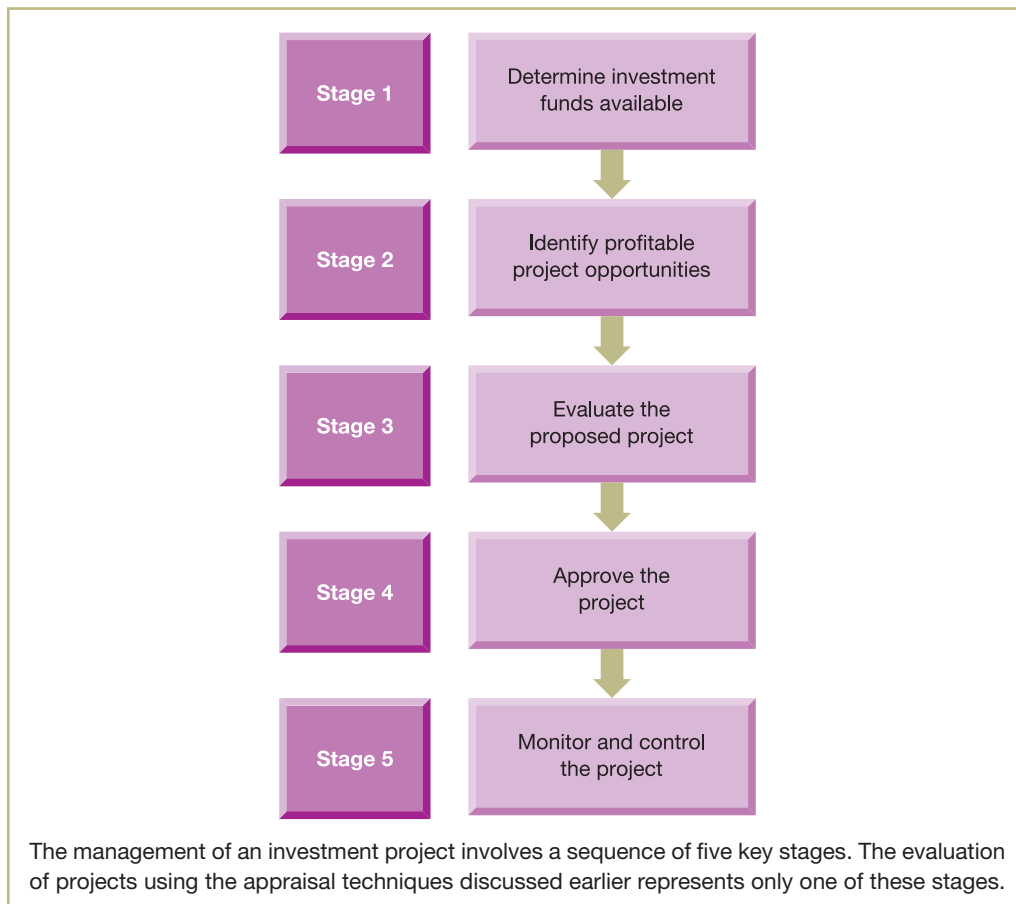 Stage 1
Determine investment
funds available
Stage 2
Identify profitable
project opportunities
Stage 3
Evaluate the
proposed project
Stage 4
Approve the
project
Stage 5
Monitor and control
the project
The management of an investment project involves a sequence of five key stages. The evaluation
of projects using the appraisal techniques discussed earlier represents only one of these stages.